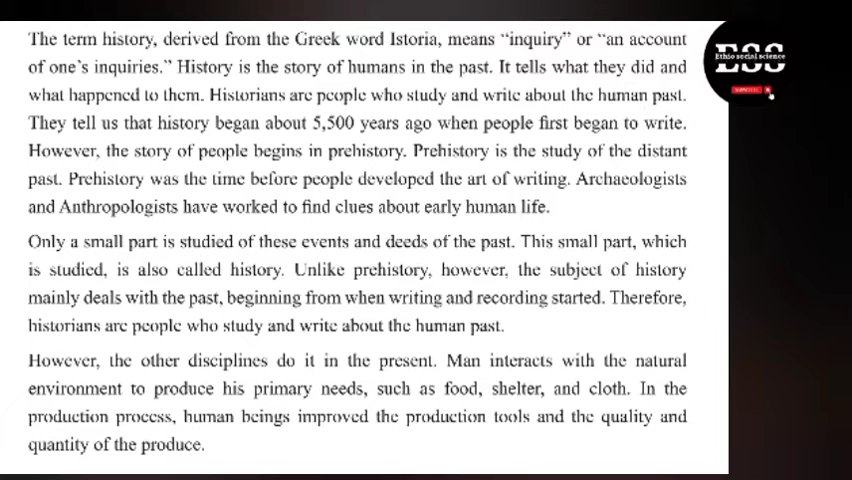 The term history, derived from the Greek word Istoria, means “inquiry” or “an account
of one’s inquiries.” History is the story of humans in the past. It tells what they did and
what happened to them. Historians are people who study and write about the human past.
They tell us that history began about 5,500 years ago when people first began to write.
However, the story of people begins in prehistory. Prehistory is the study of the distant
past. Prehistory was the time before people developed the art of writing. Archaeologists
and Anthropologists have worked to find clues about early human life.
Only a small part is studied of these events and deeds of the past. This small part, which
is studied, is also called history. Unlike prehistory, however, the subject of history
mainly deals with the past, beginning from when writing and recording started. Therefore,
historians are people who study and write about the human past.
However, the other disciplines do it in the present. Man interacts with the natural
environment to produce his primary needs, such as food, shelter, and cloth. In the
production process, human beings improved the production tools and the quality and
quantity of the produce.
ESS
Ethio social science